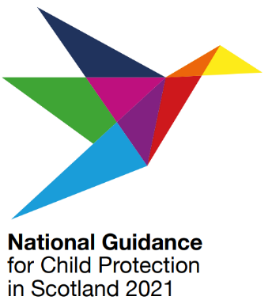 National Guidance
for Child Protection
in Scotland 2021